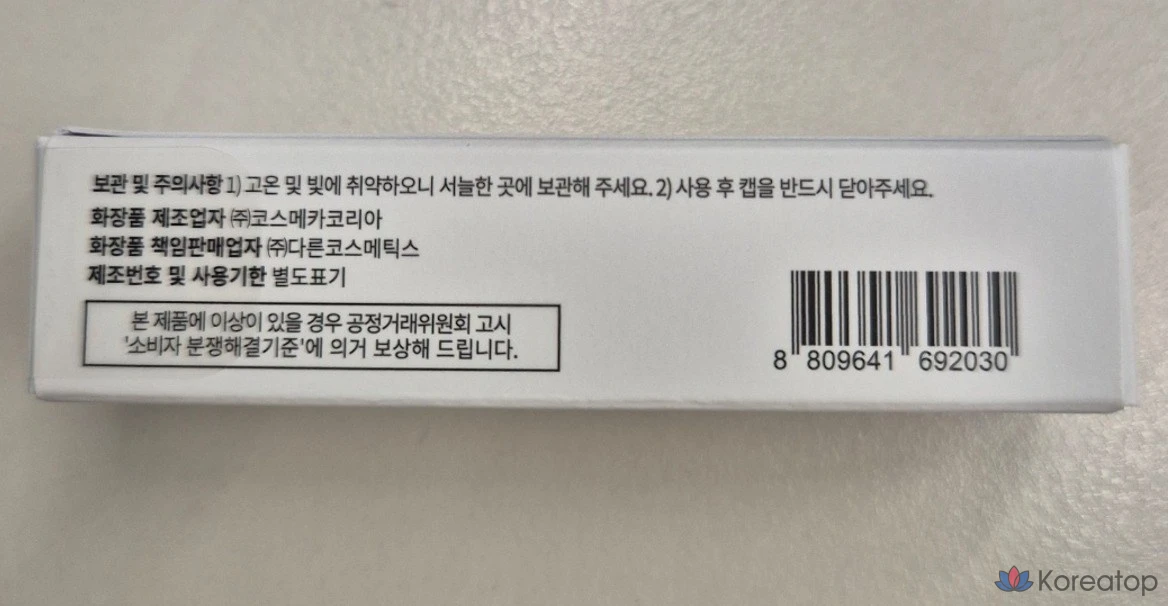 보관 및 주의사항 1) 고온 및 빛에 취약하오니 서늘한 곳에 보관해 주세요. 2) 사용 후 캡을 반드시 닫아주세요.
화장품 제조업자 ㈜코스메카코리아
화장품 책임판매업자 ㈜다른코스메틱스
제조번호 및 사용기한 별도표기
본 제품에 이상이 있을 경우 공정거래위원회 고시
'소비자 분쟁해결기준'에 의거 보상해 드립니다.
8 809641 692030
Koreatop